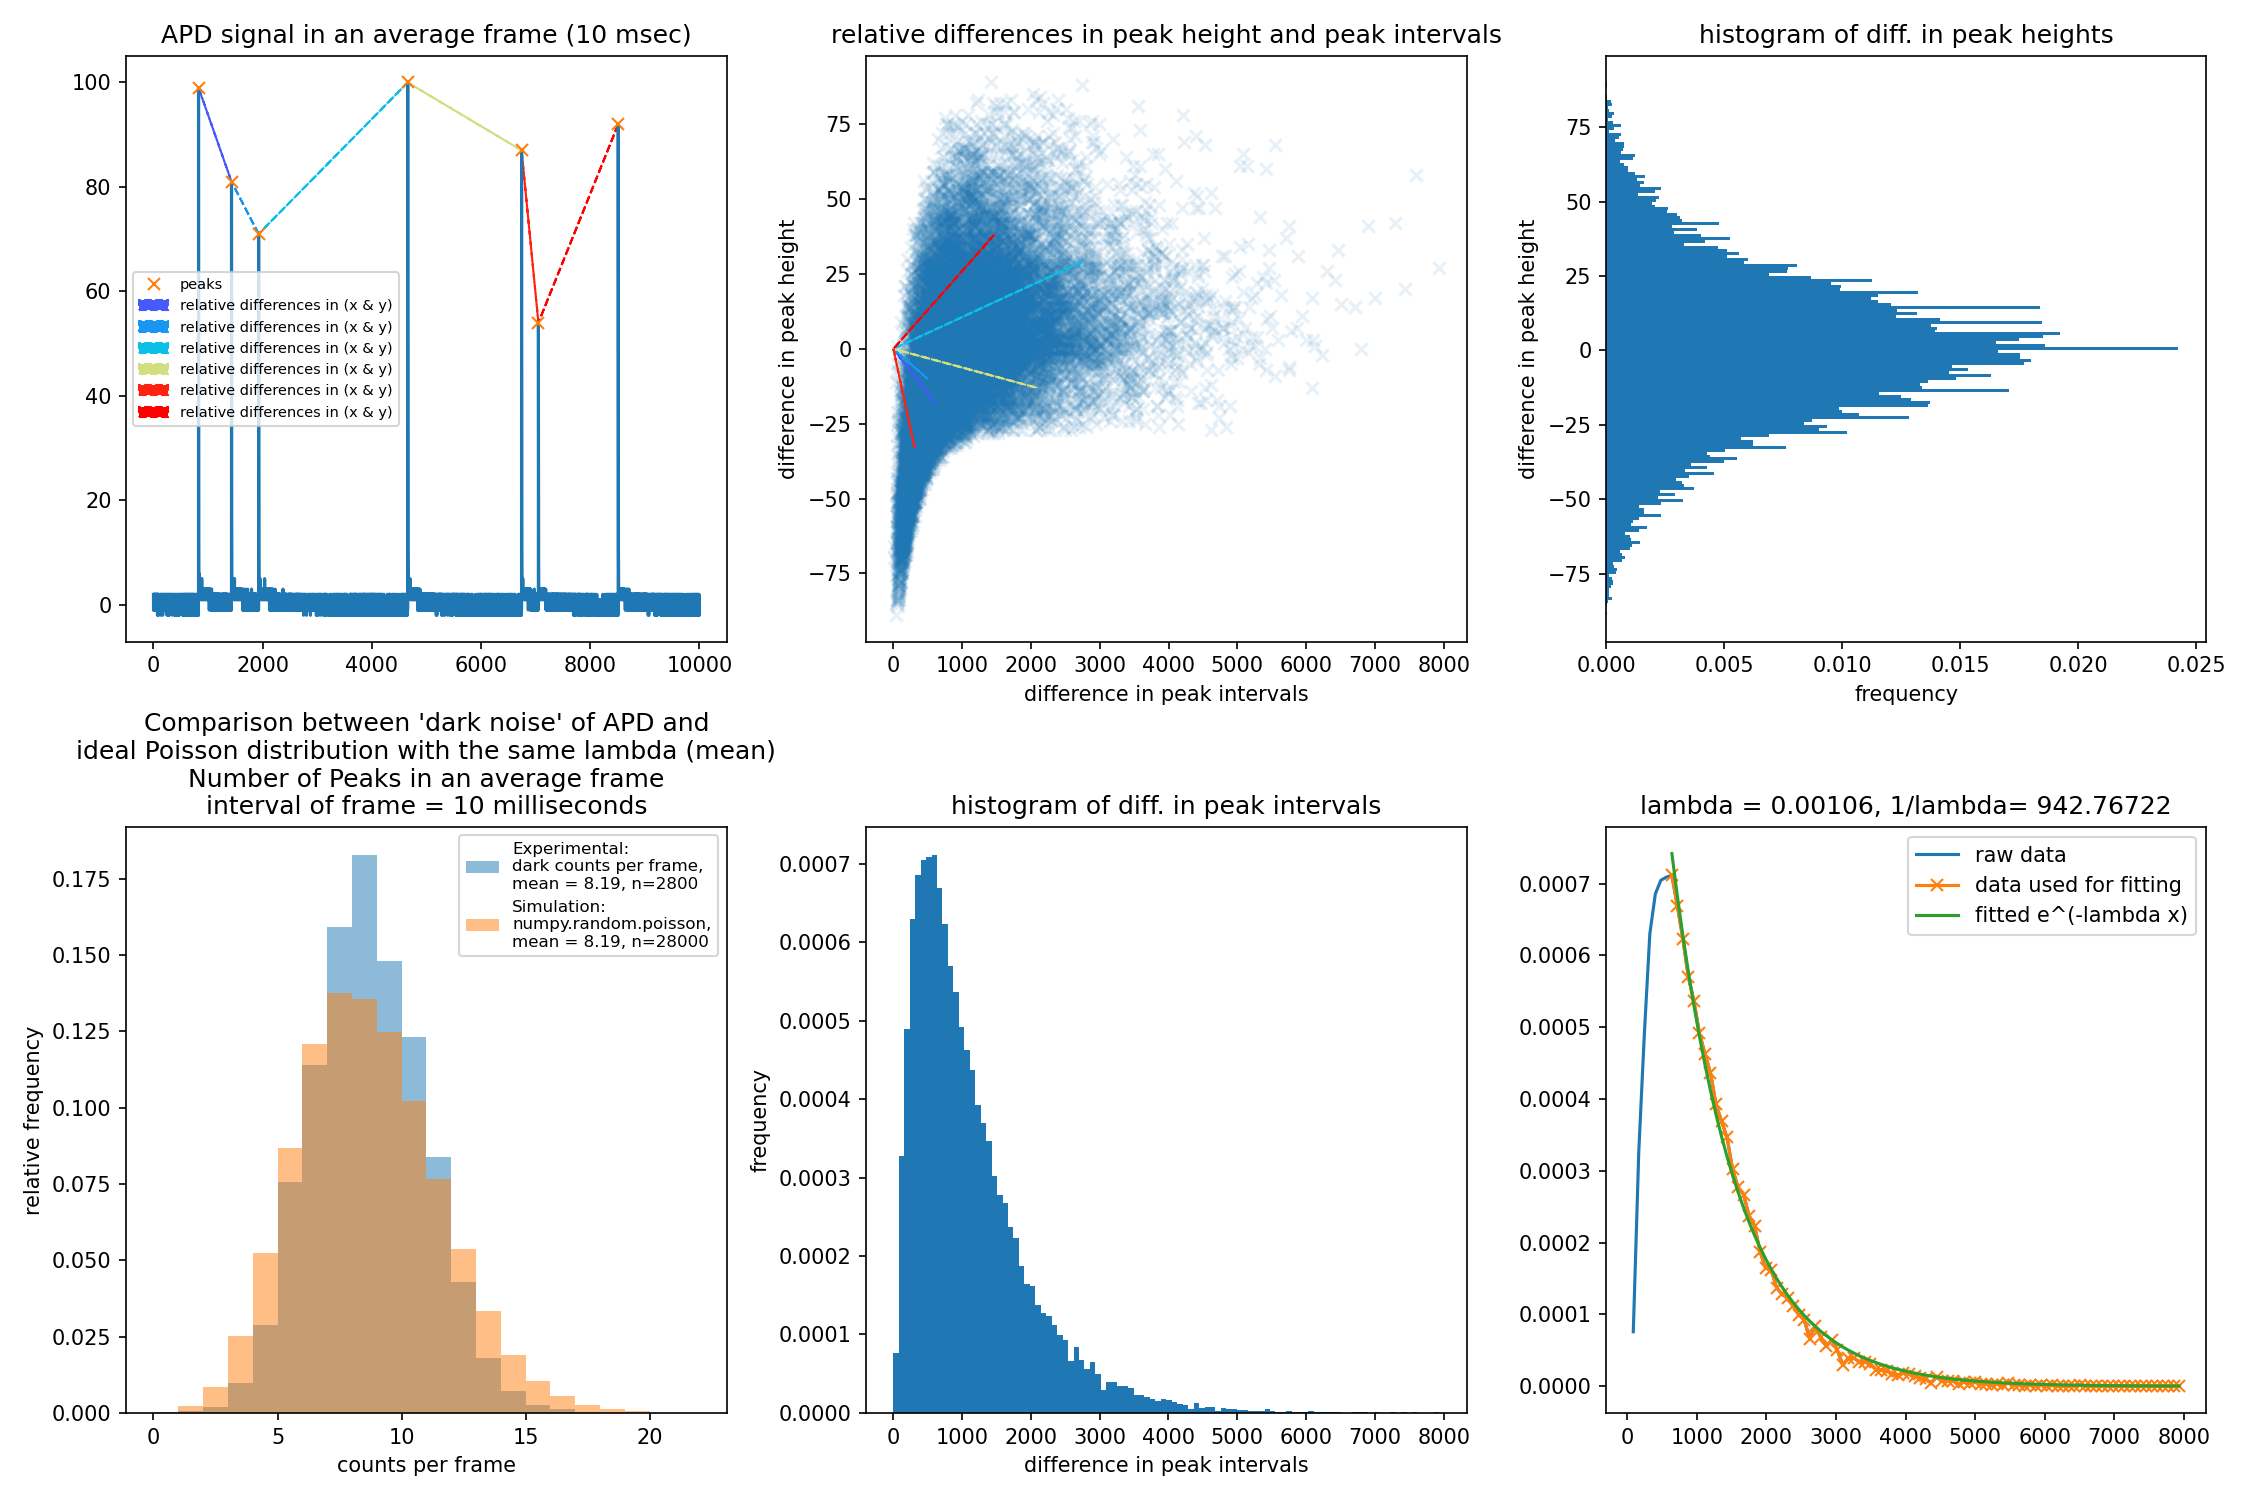 APD signal in an average frame (10 msec)
100
80
60
40
20
0
peaks
relative differences in (x & y)
relative differences in (x & y)
relative differences in (x & y)
relative differences in (x & y)
relative differences in (x & y)
relative differences in (x & y)
0 2000 4000 6000 8000 10000
relative differences in peak height and peak intervals
difference in peak height
75
50
25
0
−25
−50
−75
0 1000 2000 3000 4000 5000 6000 7000 8000
difference in peak intervals
histogram of diff. in peak heights
difference in peak height
75
50
25
0
−25
−50
−75
0.000 0.005 0.010 0.015 0.020 0.025
frequency
Comparison between 'dark noise' of APD and
ideal Poisson distribution with the same lambda (mean)
Number of Peaks in an average frame
interval of frame = 10 milliseconds
relative frequency
0.175
0.150
0.125
0.100
0.075
0.050
0.025
0.000
Experimental:
dark counts per frame,
mean = 8.19, n=2800
Simulation:
numpy.random.poisson,
mean = 8.19, n=28000
0 5 10 15 20
counts per frame
histogram of diff. in peak intervals
frequency
0.0007
0.0006
0.0005
0.0004
0.0003
0.0002
0.0001
0.0000
0 1000 2000 3000 4000 5000 6000 7000 8000
difference in peak intervals
lambda = 0.00106, 1/lambda= 942.76722
0.0007
0.0006
0.0005
0.0004
0.0003
0.0002
0.0001
0.0000
raw data
data used for fitting
fitted e^(-lambda x)
0 1000 2000 3000 4000 5000 6000 7000 8000